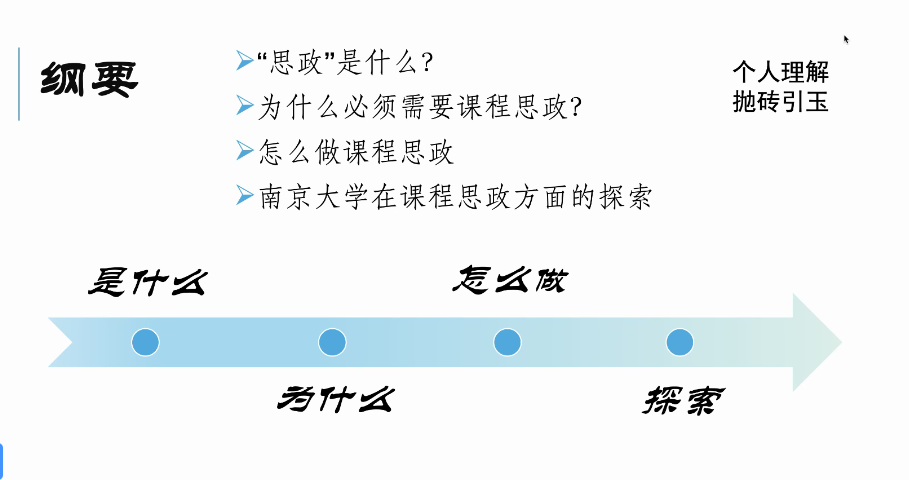 纲要
“思政”是什么?
为什么必须需要课程思政?
怎么做课程思政
南京大学在课程思政方面的探索
个人理解
抛砖引玉
是什么
为什么
怎么做
探索